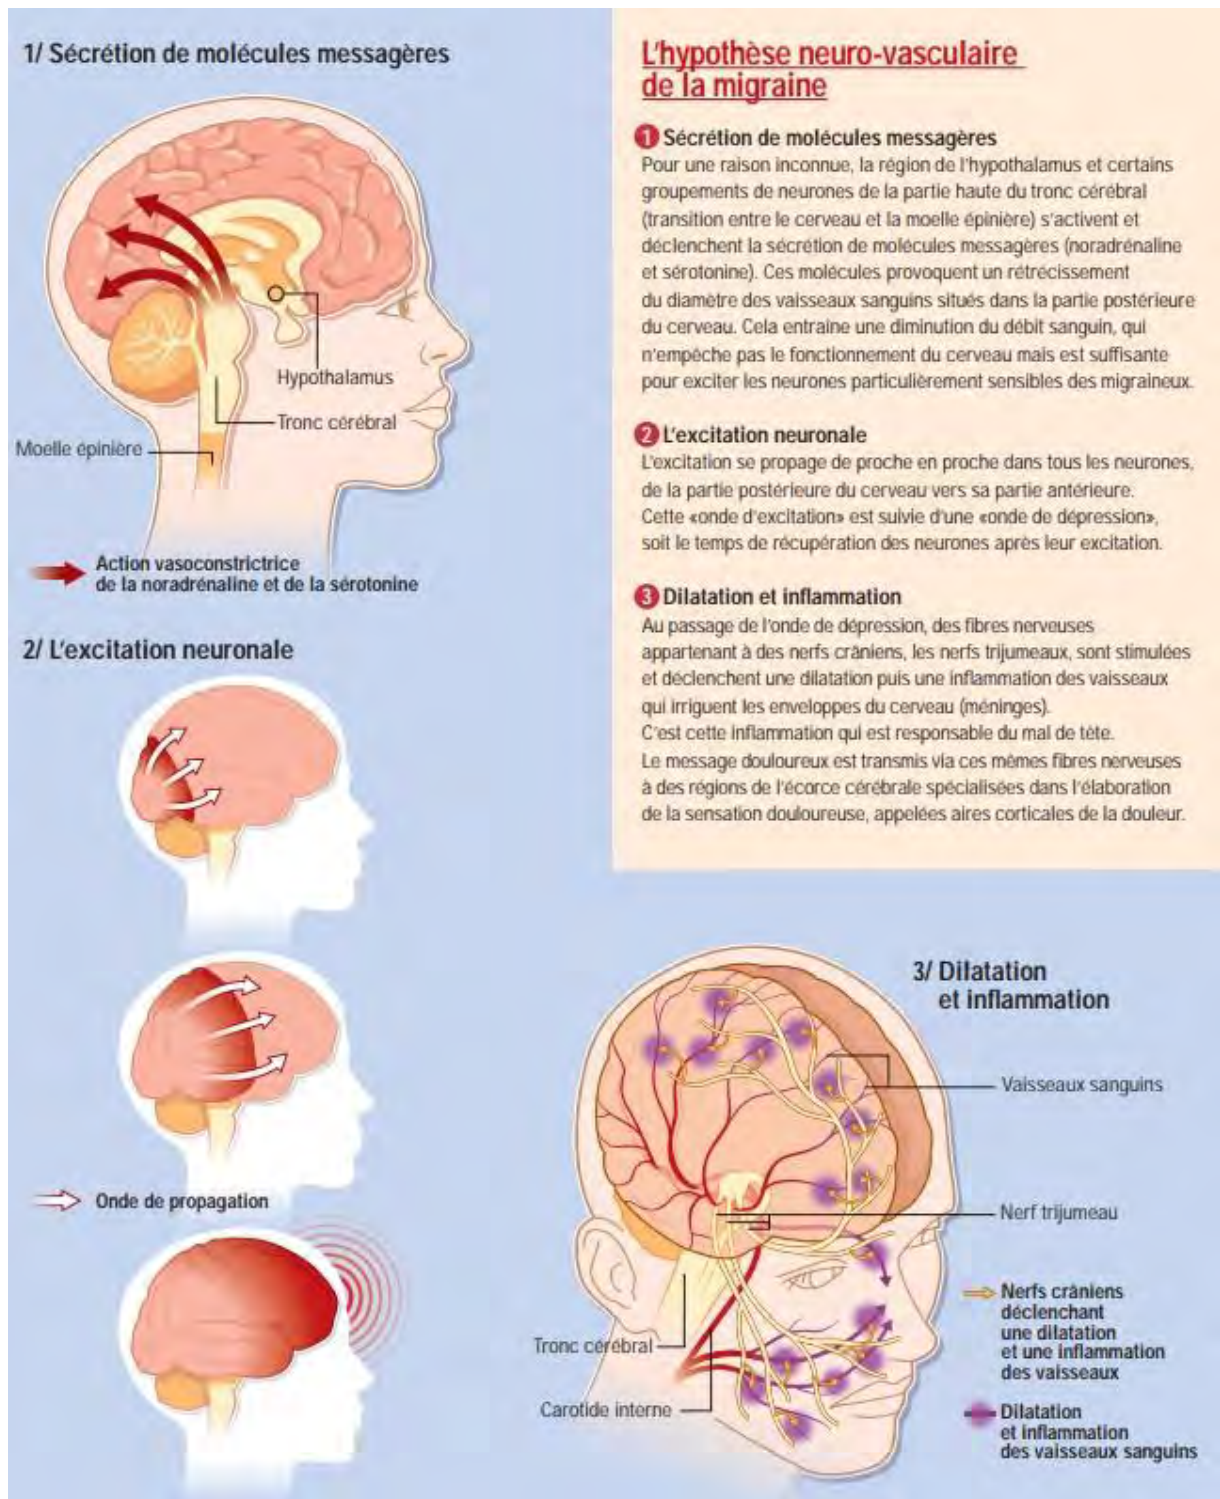 1/ Sécrétion de molécules messagères
Hypothalamus
Tronc cérébral
Moelle épinière
Action vasoconstrictrice
de la noradrénaline et de la sérotonine
L'hypothèse neuro-vasculaire
de la migraine
1 Sécrétion de molécules messagères
Pour une raison inconnue, la région de l'hypothalamus et certains
groupements de neurones de la partie haute du tronc cérébral
(transition entre le cerveau et la moelle épinière) s'activent et
déclenchent la sécrétion de molécules messagères (noradrénaline
et sérotonine). Ces molécules provoquent un rétrécissement
du diamètre des vaisseaux sanguins situés dans la partie postérieure
du cerveau. Cela entraine une diminution du débit sanguin, qui
n'empêche pas le fonctionnement du cerveau mais est suffisante
pour exciter les neurones particulièrement sensibles des migraineux.
2 L'excitation neuronale
L'excitation se propage de proche en proche dans tous les neurones,
de la partie postérieure du cerveau vers sa partie antérieure.
Cette «onde d'excitation» est suivie d'une «onde de dépression»,
soit le temps de récupération des neurones après leur excitation.
3 Dilatation et inflammation
Au passage de l'onde de dépression, des fibres nerveuses
appartenant à des nerfs crâniens, les nerfs trijumeaux, sont stimulées
et déclenchent une dilatation puis une inflammation des vaisseaux
qui irriguent les enveloppes du cerveau (méninges).
C'est cette inflammation qui est responsable du mal de tête.
Le message douloureux est transmis via ces mêmes fibres nerveuses
à des régions de l'écorce cérébrale spécialisées dans l'élaboration
de la sensation douloureuse, appelées aires corticales de la douleur.
2/ L'excitation neuronale
Onde de propagation
3/ Dilatation
et inflammation
Vaisseaux sanguins
Nerf trijumeau
Tronc cérébral
Carotide interne
Nerfs crâniens
déclenchant
une dilatation
et une inflammation
des vaisseaux
Dilatation
et inflammation
des vaisseaux sanguins